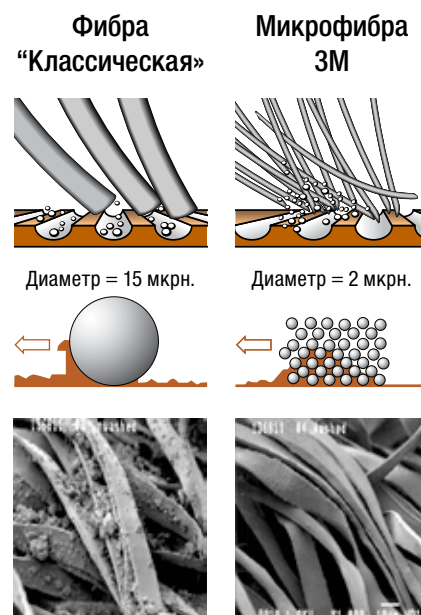 Фибра
“Классическая»
Микрофибра
3М
Диаметр = 15 мкрн.
Диаметр = 2 мкрн.